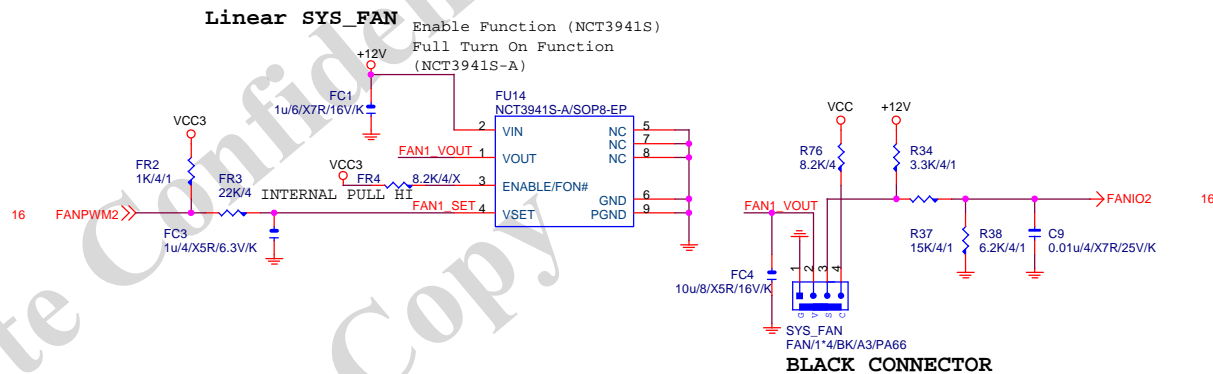 Linear SYS_FAN
Enable Function (NCT3941S)
Full Turn On Function
(NCT3941S-A)
+12V
FC1
1u/6/X7R/16V/K
FU14
NCT3941S-A/SOP8-EP
2
VIN
NC
5
NC
7
NC
8
FAN1_VOUT
1
VOUT
VCC3
FR4
8.2K/4/X
3
ENABLE/FON#
INTERNAL PULL HI
FAN1_SET
4
VSET
GND
6
PGND
9
VCC3
FR2
1K/4/1
FR3
22K/4
16
FANPWM2
FC3
1u/4/X5R/6.3V/K
VCC
+12V
R76
8.2K/4
R34
3.3K/4/1
FAN1_VOUT
FANIO2
16
R37
15K/4/1
R38
6.2K/4/1
C9
0.01u/4/X7R/25V/K
FC4
10u/8/X5R/16V/K
1
2
3
4
G
V
S
C
SYS_FAN
FAN/1*4/BK/A3/PA66
BLACK CONNECTOR
Copy